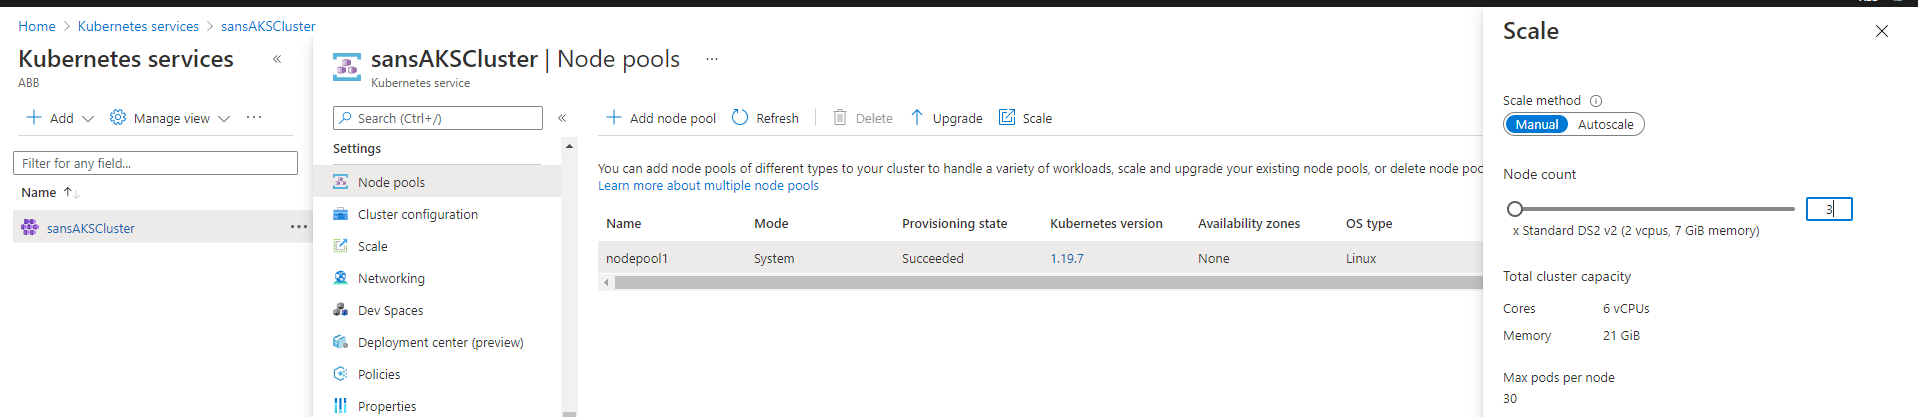 Home > Kubernetes services > sansAKSCluster
Kubernetes services
ABB
Add
Manage view
Filter for any field...
Name
sansAKSCluster
sansAKSCluster | Node pools
Kubernetes service
Search (Ctrl+/)
Settings
Node pools
Cluster configuration
Scale
Networking
Dev Spaces
Deployment center (preview)
Policies
Properties
Add node pool Refresh Delete Upgrade Scale
You can add node pools of different types to your cluster to handle a variety of workloads, scale and upgrade your existing node pools, or delete node poc
Learn more about multiple node pools
Name Mode Provisioning state Kubernetes version Availability zones OS type
nodepool1 System Succeeded 1.19.7 None Linux
Scale
Scale method
Manual Autoscale
Node count
3
x Standard DS2 v2 (2 vcpus, 7 GiB memory)
Total cluster capacity
Cores 6 vCPUs
Memory 21 GiB
Max pods per node
30